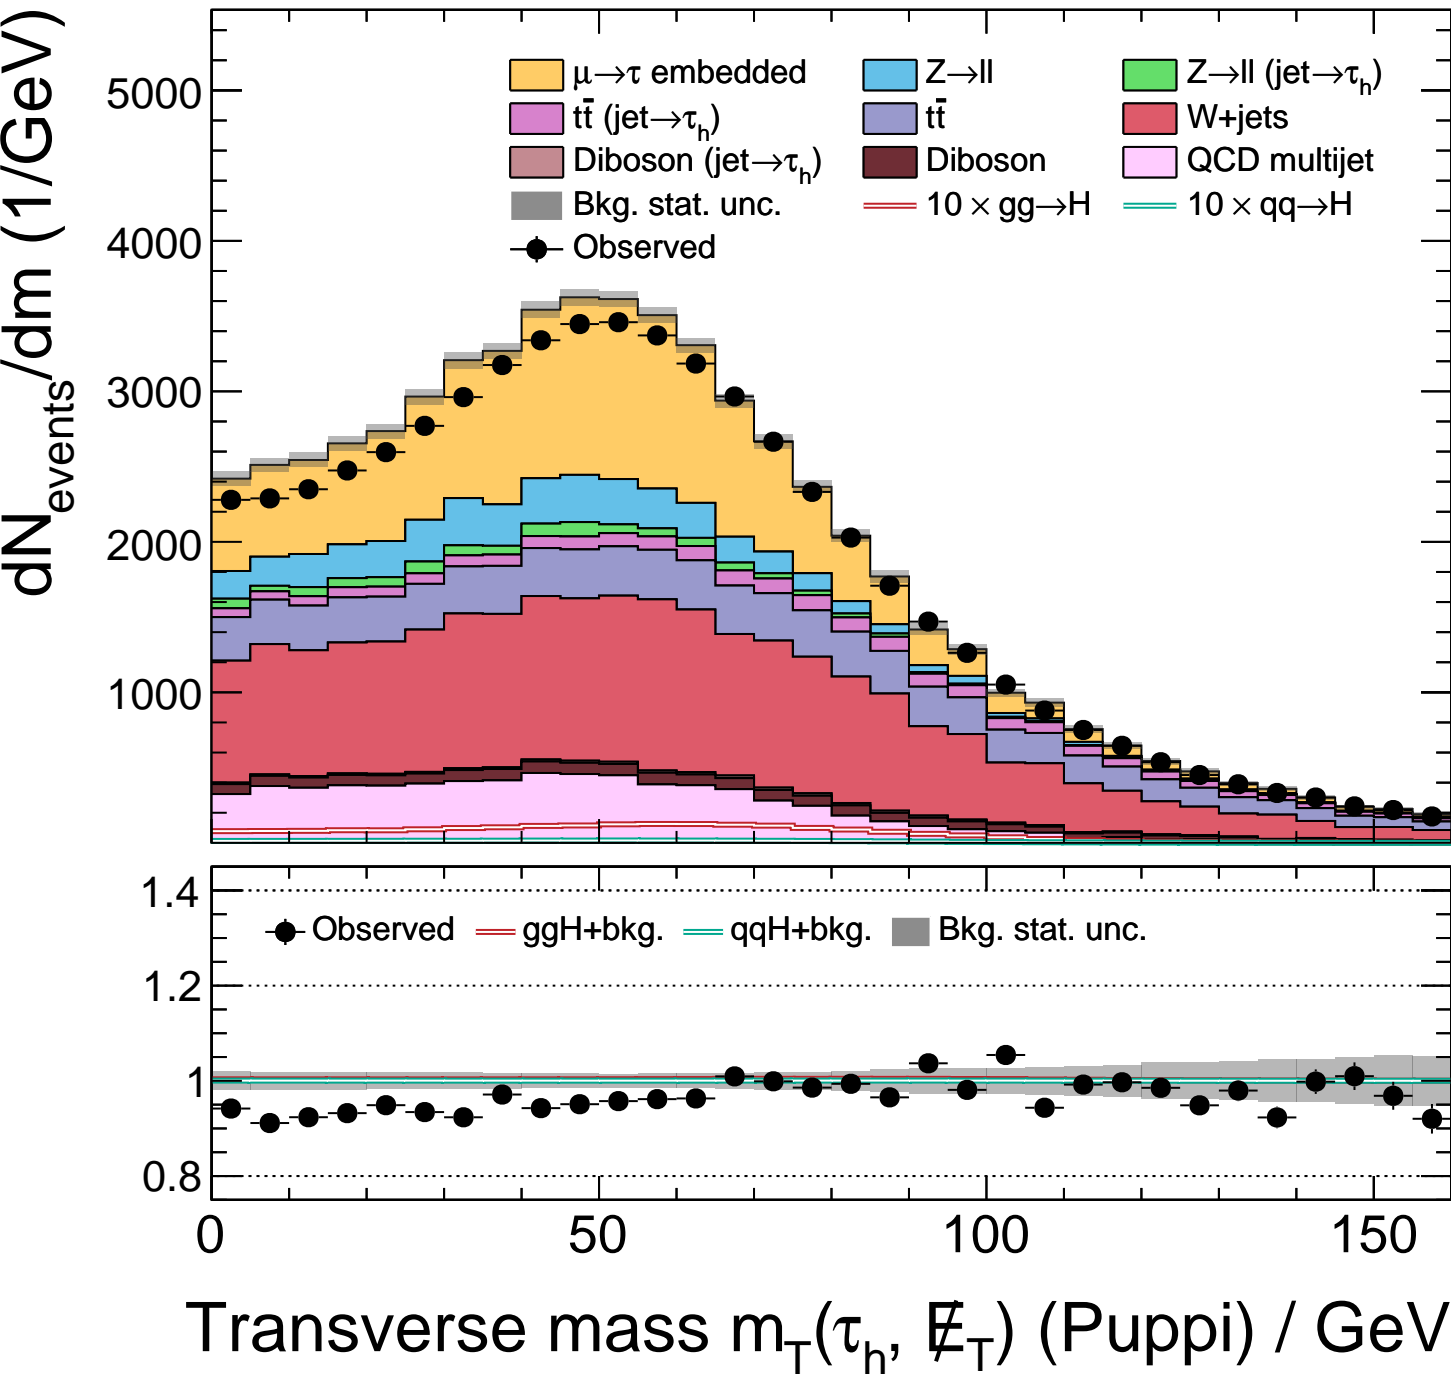 dN_events/dm (1/GeV)
5000
4000
3000
2000
1000
μ→τ embedded
Z→ll
Z→ll (jet→τ_h)
tt̄ (jet→τ_h)
tt̄
W+jets
Diboson (jet→τ_h)
Diboson
QCD multijet
Bkg. stat. unc.
10 × gg→H
10 × qq→H
Observed
1.4
1.2
1
0.8
Observed
ggH+bkg.
qqH+bkg.
Bkg. stat. unc.
0
50
100
150
Transverse mass m_T(τ_h, E̸_T) (Puppi) / GeV